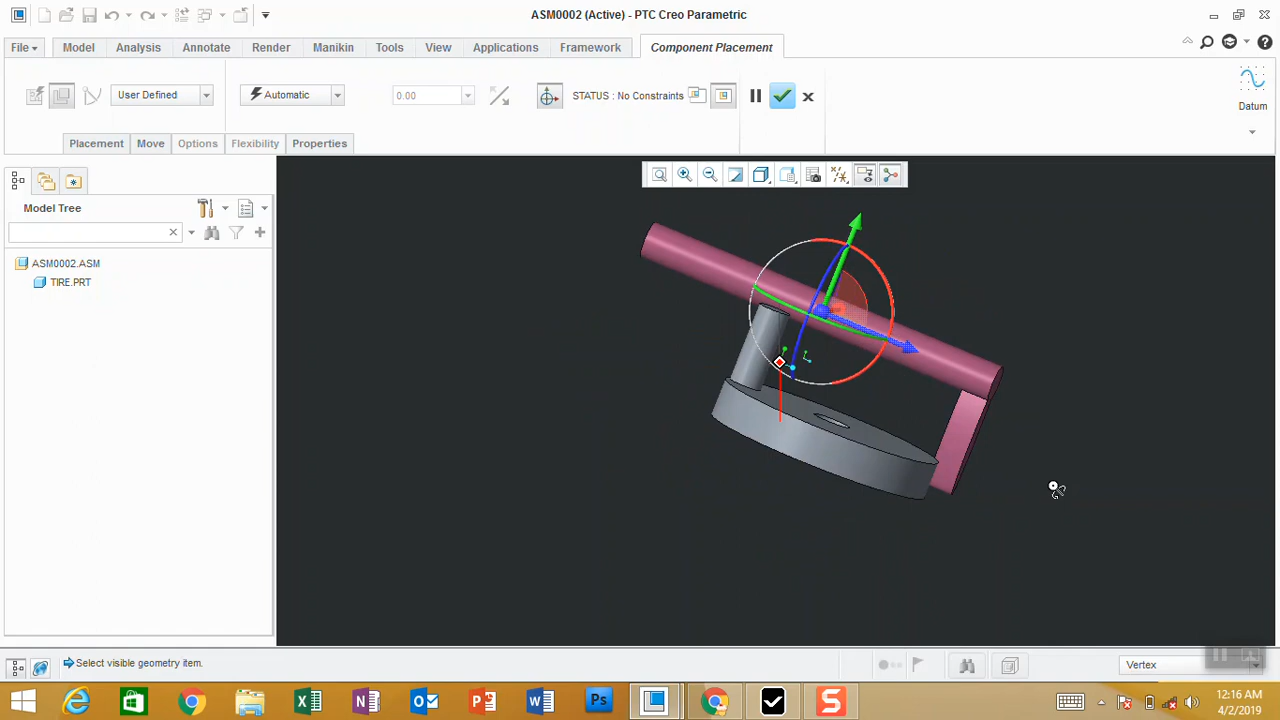 ASM0002 (Active) - PTC Creo Parametric
File Model Analysis Annotate Render Manikin Tools View Applications Framework Component Placement
User Defined Automatic 0:00 STATUS : No Constraints
Datum
Placement Move Options Flexibility Properties
Model Tree
ASM0002.ASM
TIRE.PRT
Select visible geometry item.
Vertex
12:16 AM
4/2/2019